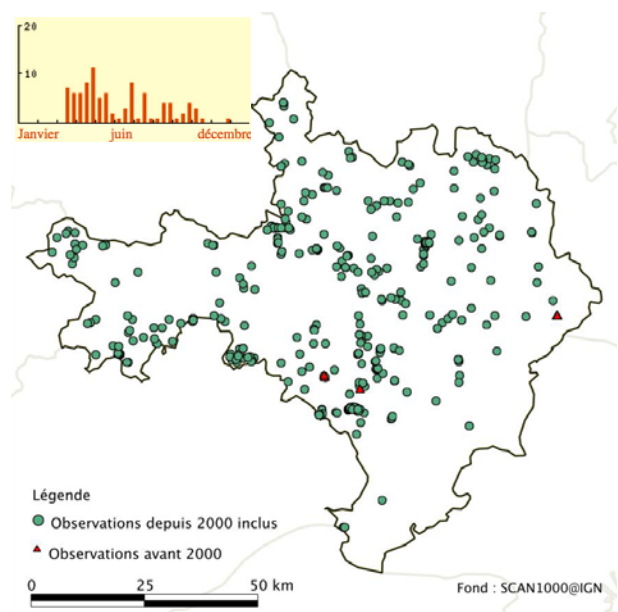 20
10
Janvier juin décembre
Légende
Observations depuis 2000 inclus
Observations avant 2000
0 25 50 km
Fond : SCAN1000@IGN